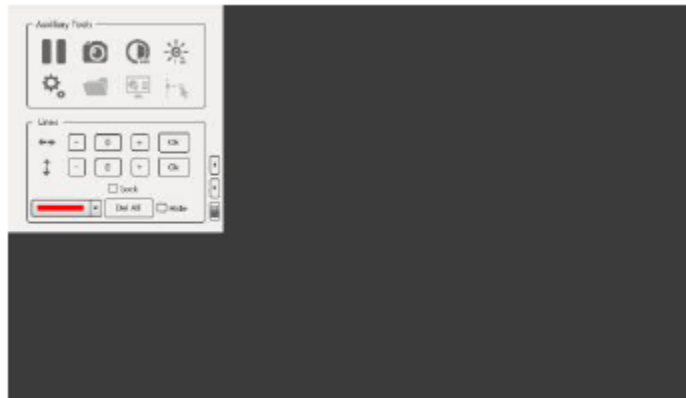 Auxiliary Tools
Lines
- 0 + Ok
- 0 + Ok
Lock
Del All Hide